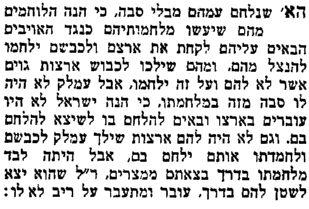 הא׳ שנלחם עמהם מבלי סבה, כי הנה הלוחמים
מהם שיעשו מלחמותיהם כנגד האויבים
הבאים עליהם לקחת את ארצם ולכבשם ילחמו
להנצל מהם, ומהם שילכו לכבוש ארצות גוים
אשר לא להם ועל זה ילחמו, אבל עמלק לא היה
לו סבה מזה במלחמתו, כי הנה ישראל לא היו
עוברים בארצו ובאים להלחם בו לשיצא להלחם
בם. וגם לא היה להם ארצות שילך עמלק לכבשם
ולחמדתו אותם ילחם בם, אבל היתה לבד
מלחמתו בדרך בצאתם ממצרים, ר״ל שהוא יצא
לשטן להם בדרך, עובר ומתעבר על ריב לא לו: